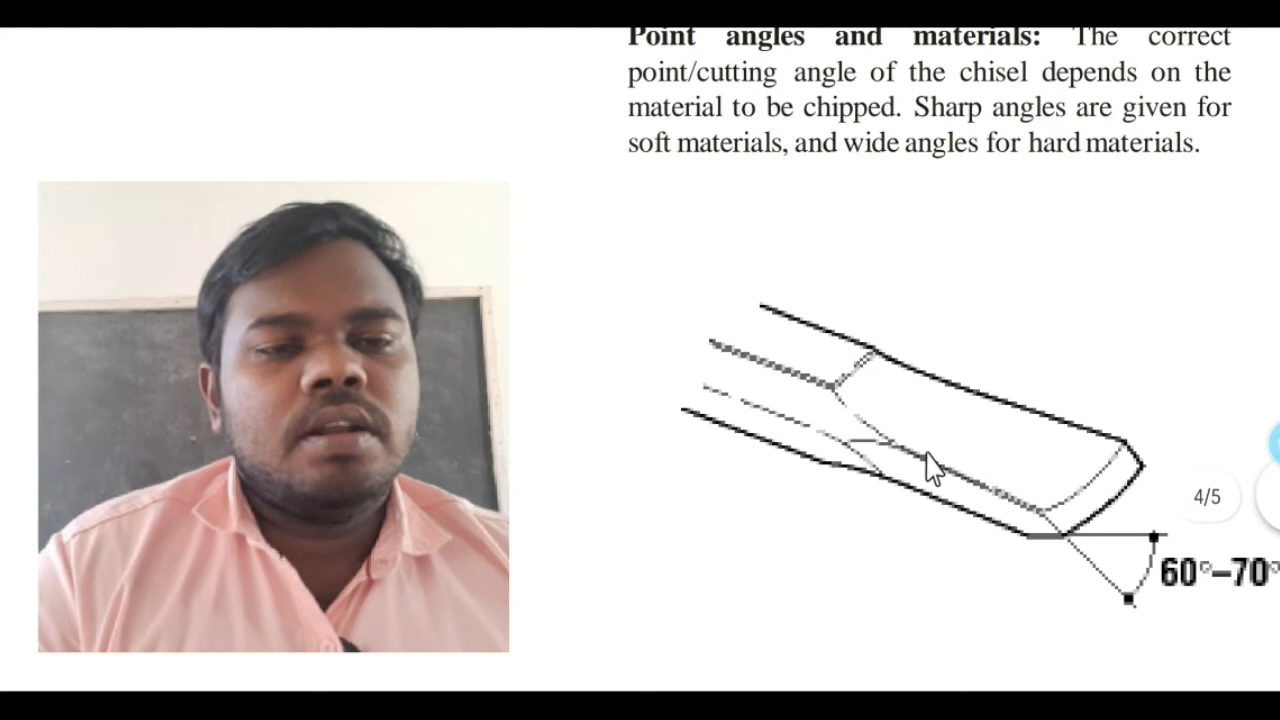 Point angles and materials: The correct
point/cutting angle of the chisel depends on the
material to be chipped. Sharp angles are given for
soft materials, and wide angles for hard materials.
4/5
60°–70°